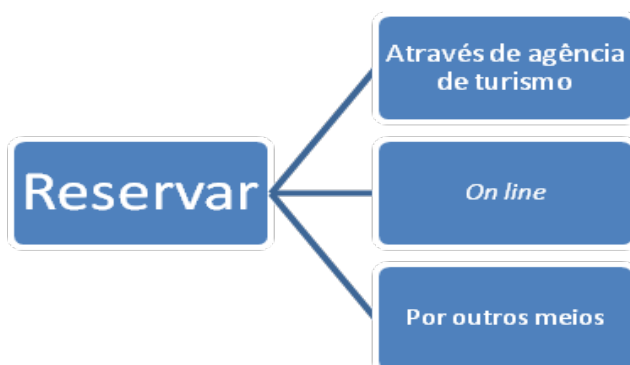 Reservar
Através de agência
de turismo
On line
Por outros meios